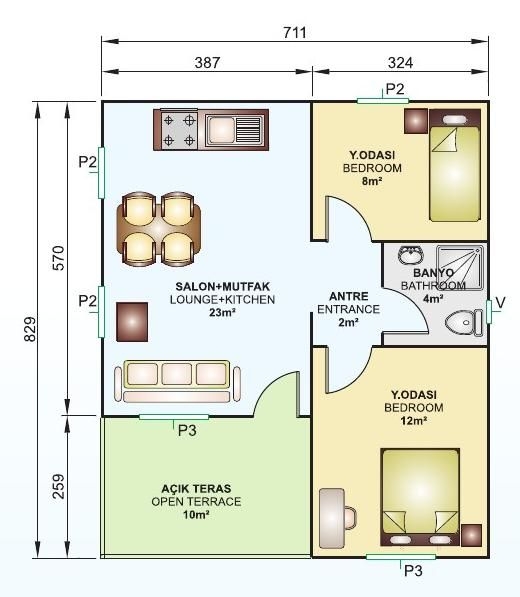 711
387
324
P2
Y.ODASI
BEDROOM
8m²
P2
570
829
BANYO
BATHROOM
4m²
SALON+MUTFAK
LOUNGE+KITCHEN
23m²
ANTRE
ENTRANCE
2m²
P2
V
Y.ODASI
BEDROOM
12m²
P3
259
AÇIK TERAS
OPEN TERRACE
10m²
P3